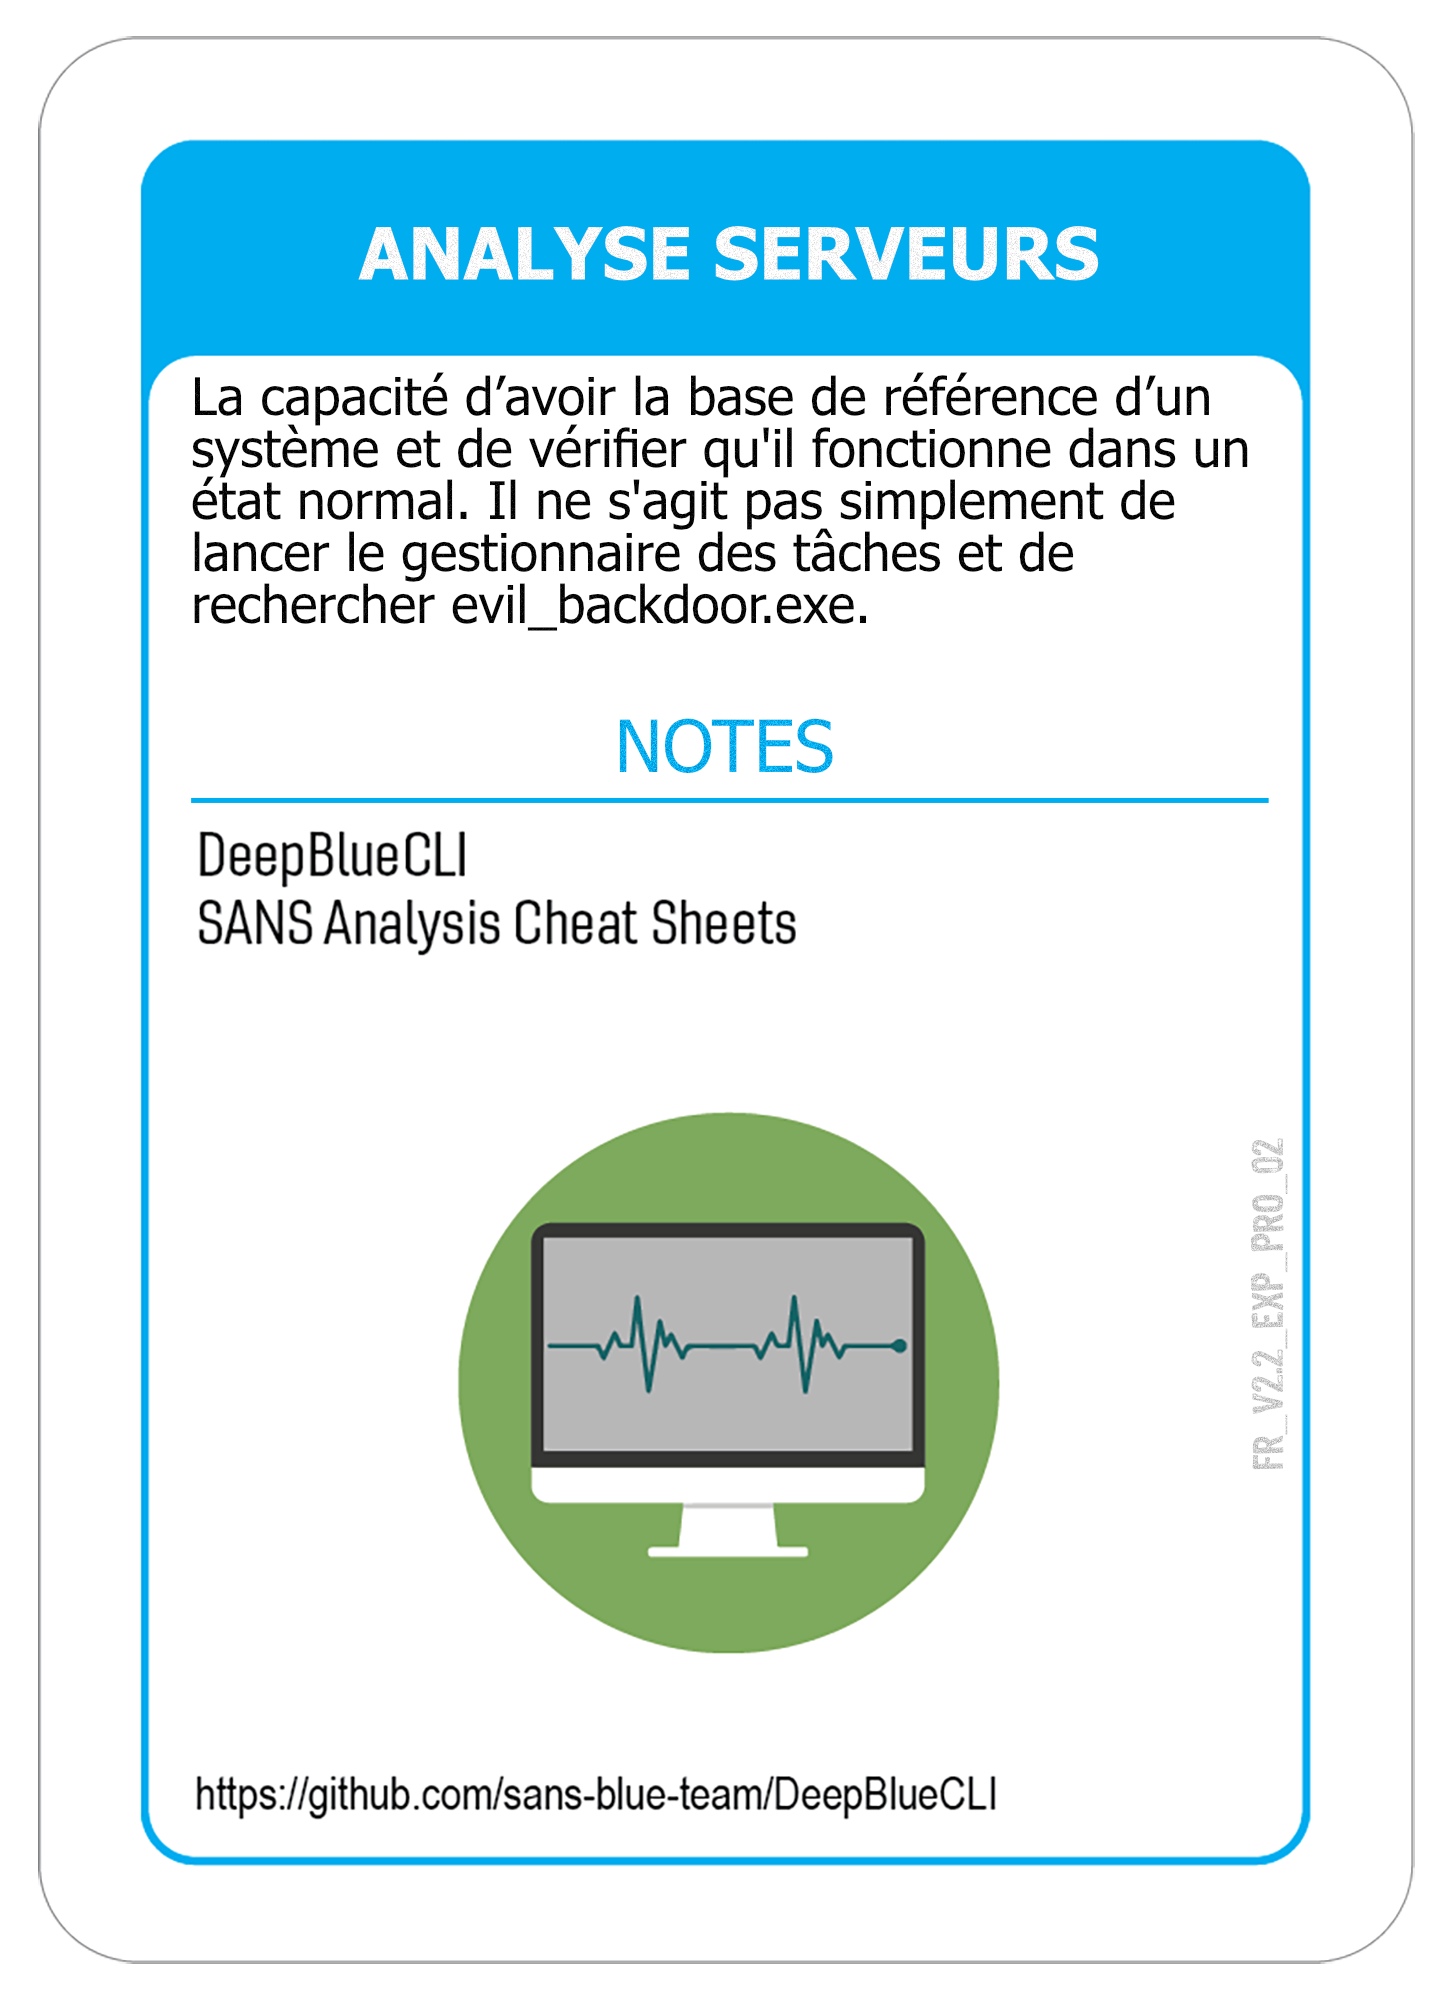 ANALYSE SERVEURS
La capacité d’avoir la base de référence d’un
système et de vérifier qu'il fonctionne dans un
état normal. Il ne s'agit pas simplement de
lancer le gestionnaire des tâches et de
rechercher evil_backdoor.exe.
NOTES
DeepBlueCLI
SANS Analysis Cheat Sheets
FR_V2.2_EXP_PRO_02
https://github.com/sans-blue-team/DeepBlueCLI